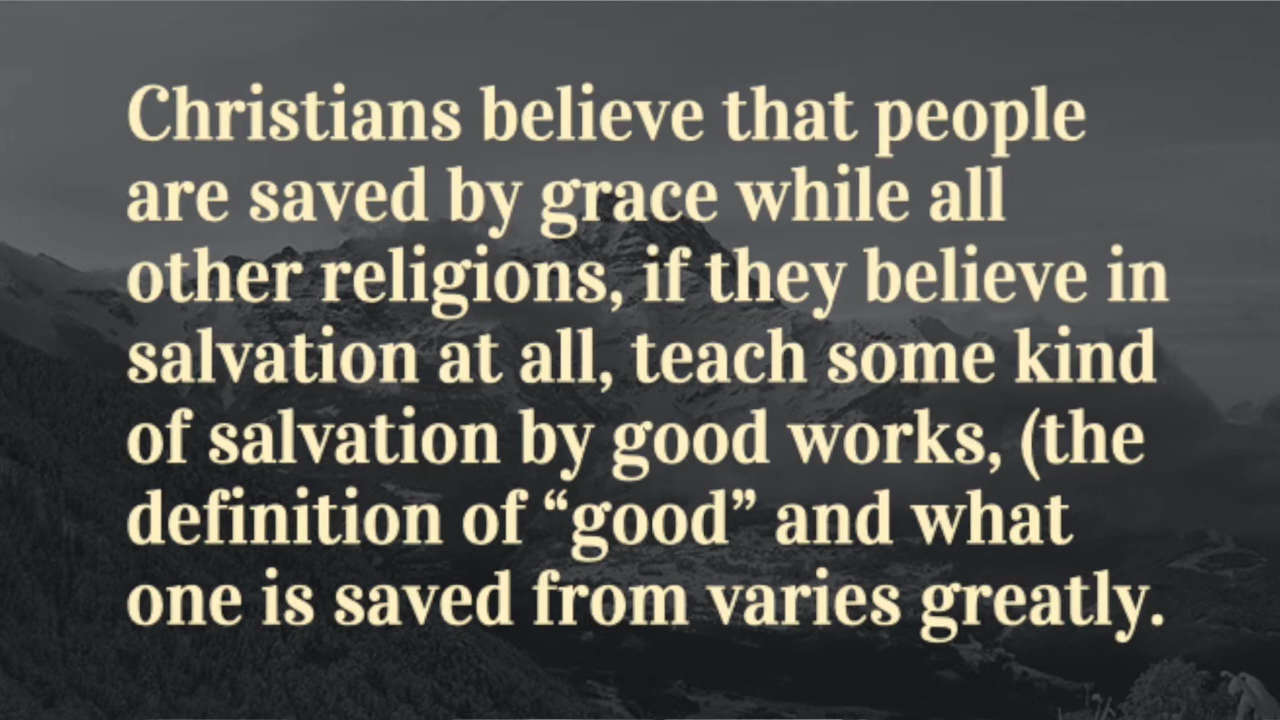 Christians believe that people
are saved by grace while all
other religions, if they believe in
salvation at all, teach some kind
of salvation by good works, (the
definition of “good” and what
one is saved from varies greatly.